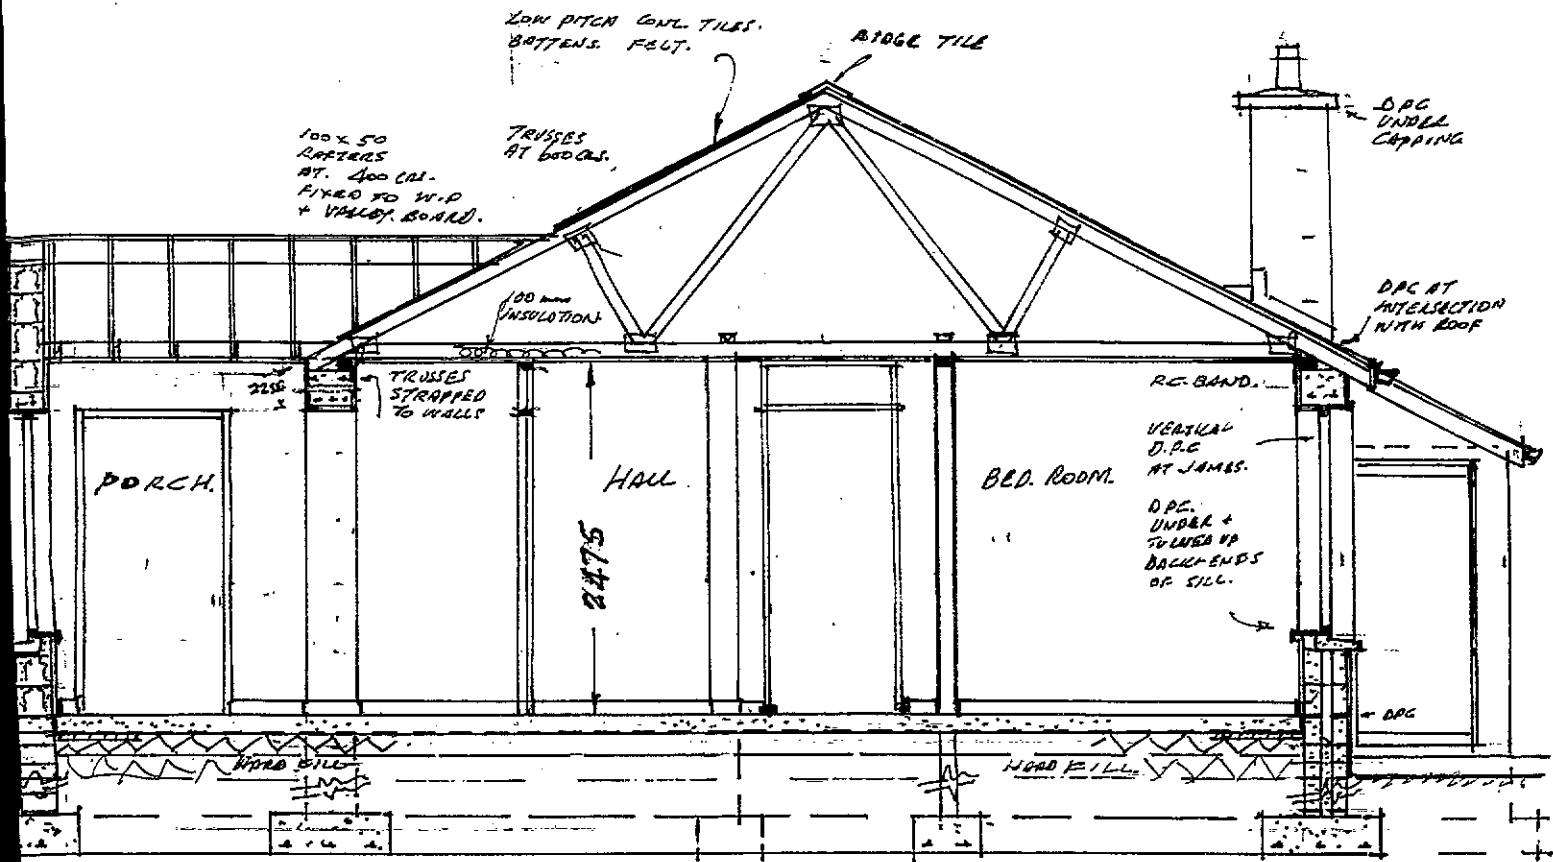 LOW PITCH CONC. TILES.
BATTENS. FELT.
RIDGE TILE
100 x 50
RAFTERS
AT. 400 CRS.
FIXED TO W.P
+ VALLEY. BOARD.
TRUSSES
AT 600 CRS.
DPC
UNDER
CAPPING
100 mm
INSULATION
DPC AT
INTERSECTION
WITH ROOF
225
TRUSSES
STRAPPED
TO WALLS
R.C. BAND.
VERTICAL
D.P.C
AT JAMBS.
PORCH.
HALL
BED. ROOM.
2475
DPC.
UNDER +
TURNED UP
BACK+ENDS
OF SILL.
DPC
HARD FILL
HARD FILL.